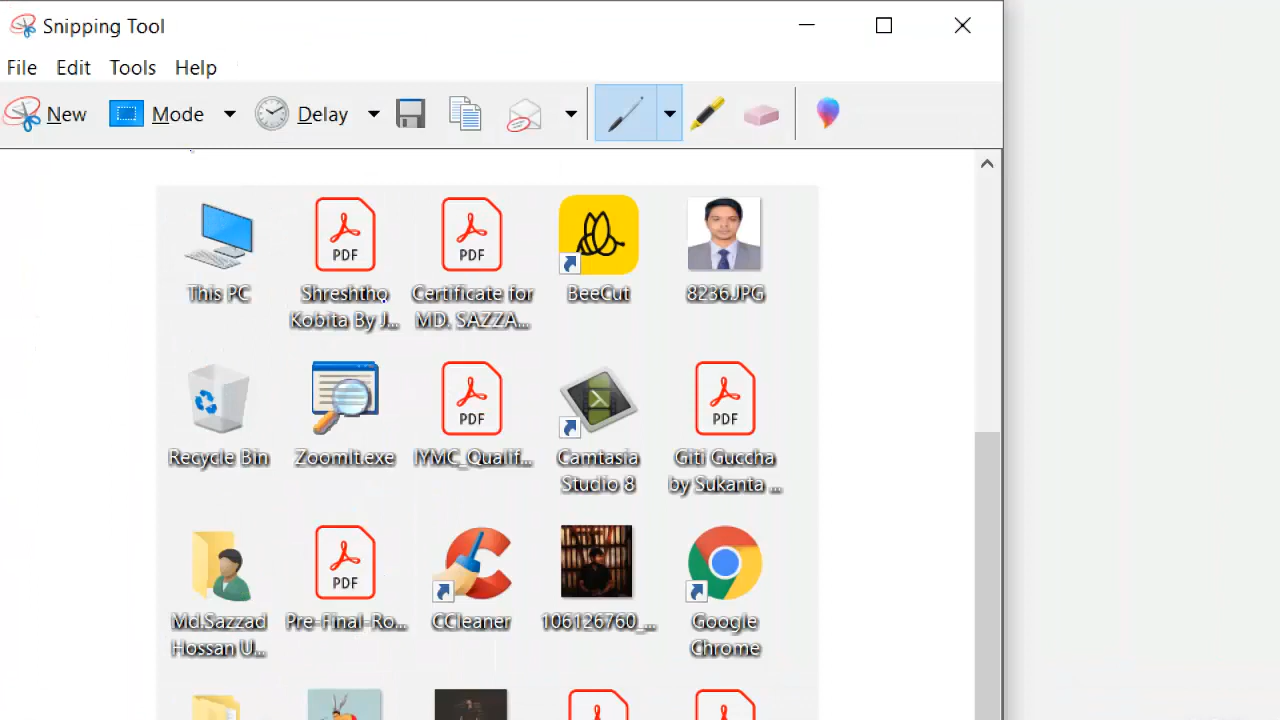 Snipping Tool
File Edit Tools Help
New Mode Delay
PDF PDF
This PC Shreshtho Certificate for BeeCut 8236.JPG
Kobita By J... MD. SAZZA...
PDF PDF
Recycle Bin ZoomIt.exe IYMC_Qualif... Camtasia Giti Guccha
Studio 8 by Sukanta ...
PDF
Md.Sazzad Pre-Final-Ro... CCleaner 106126760_... Google
Hossan U... Chrome